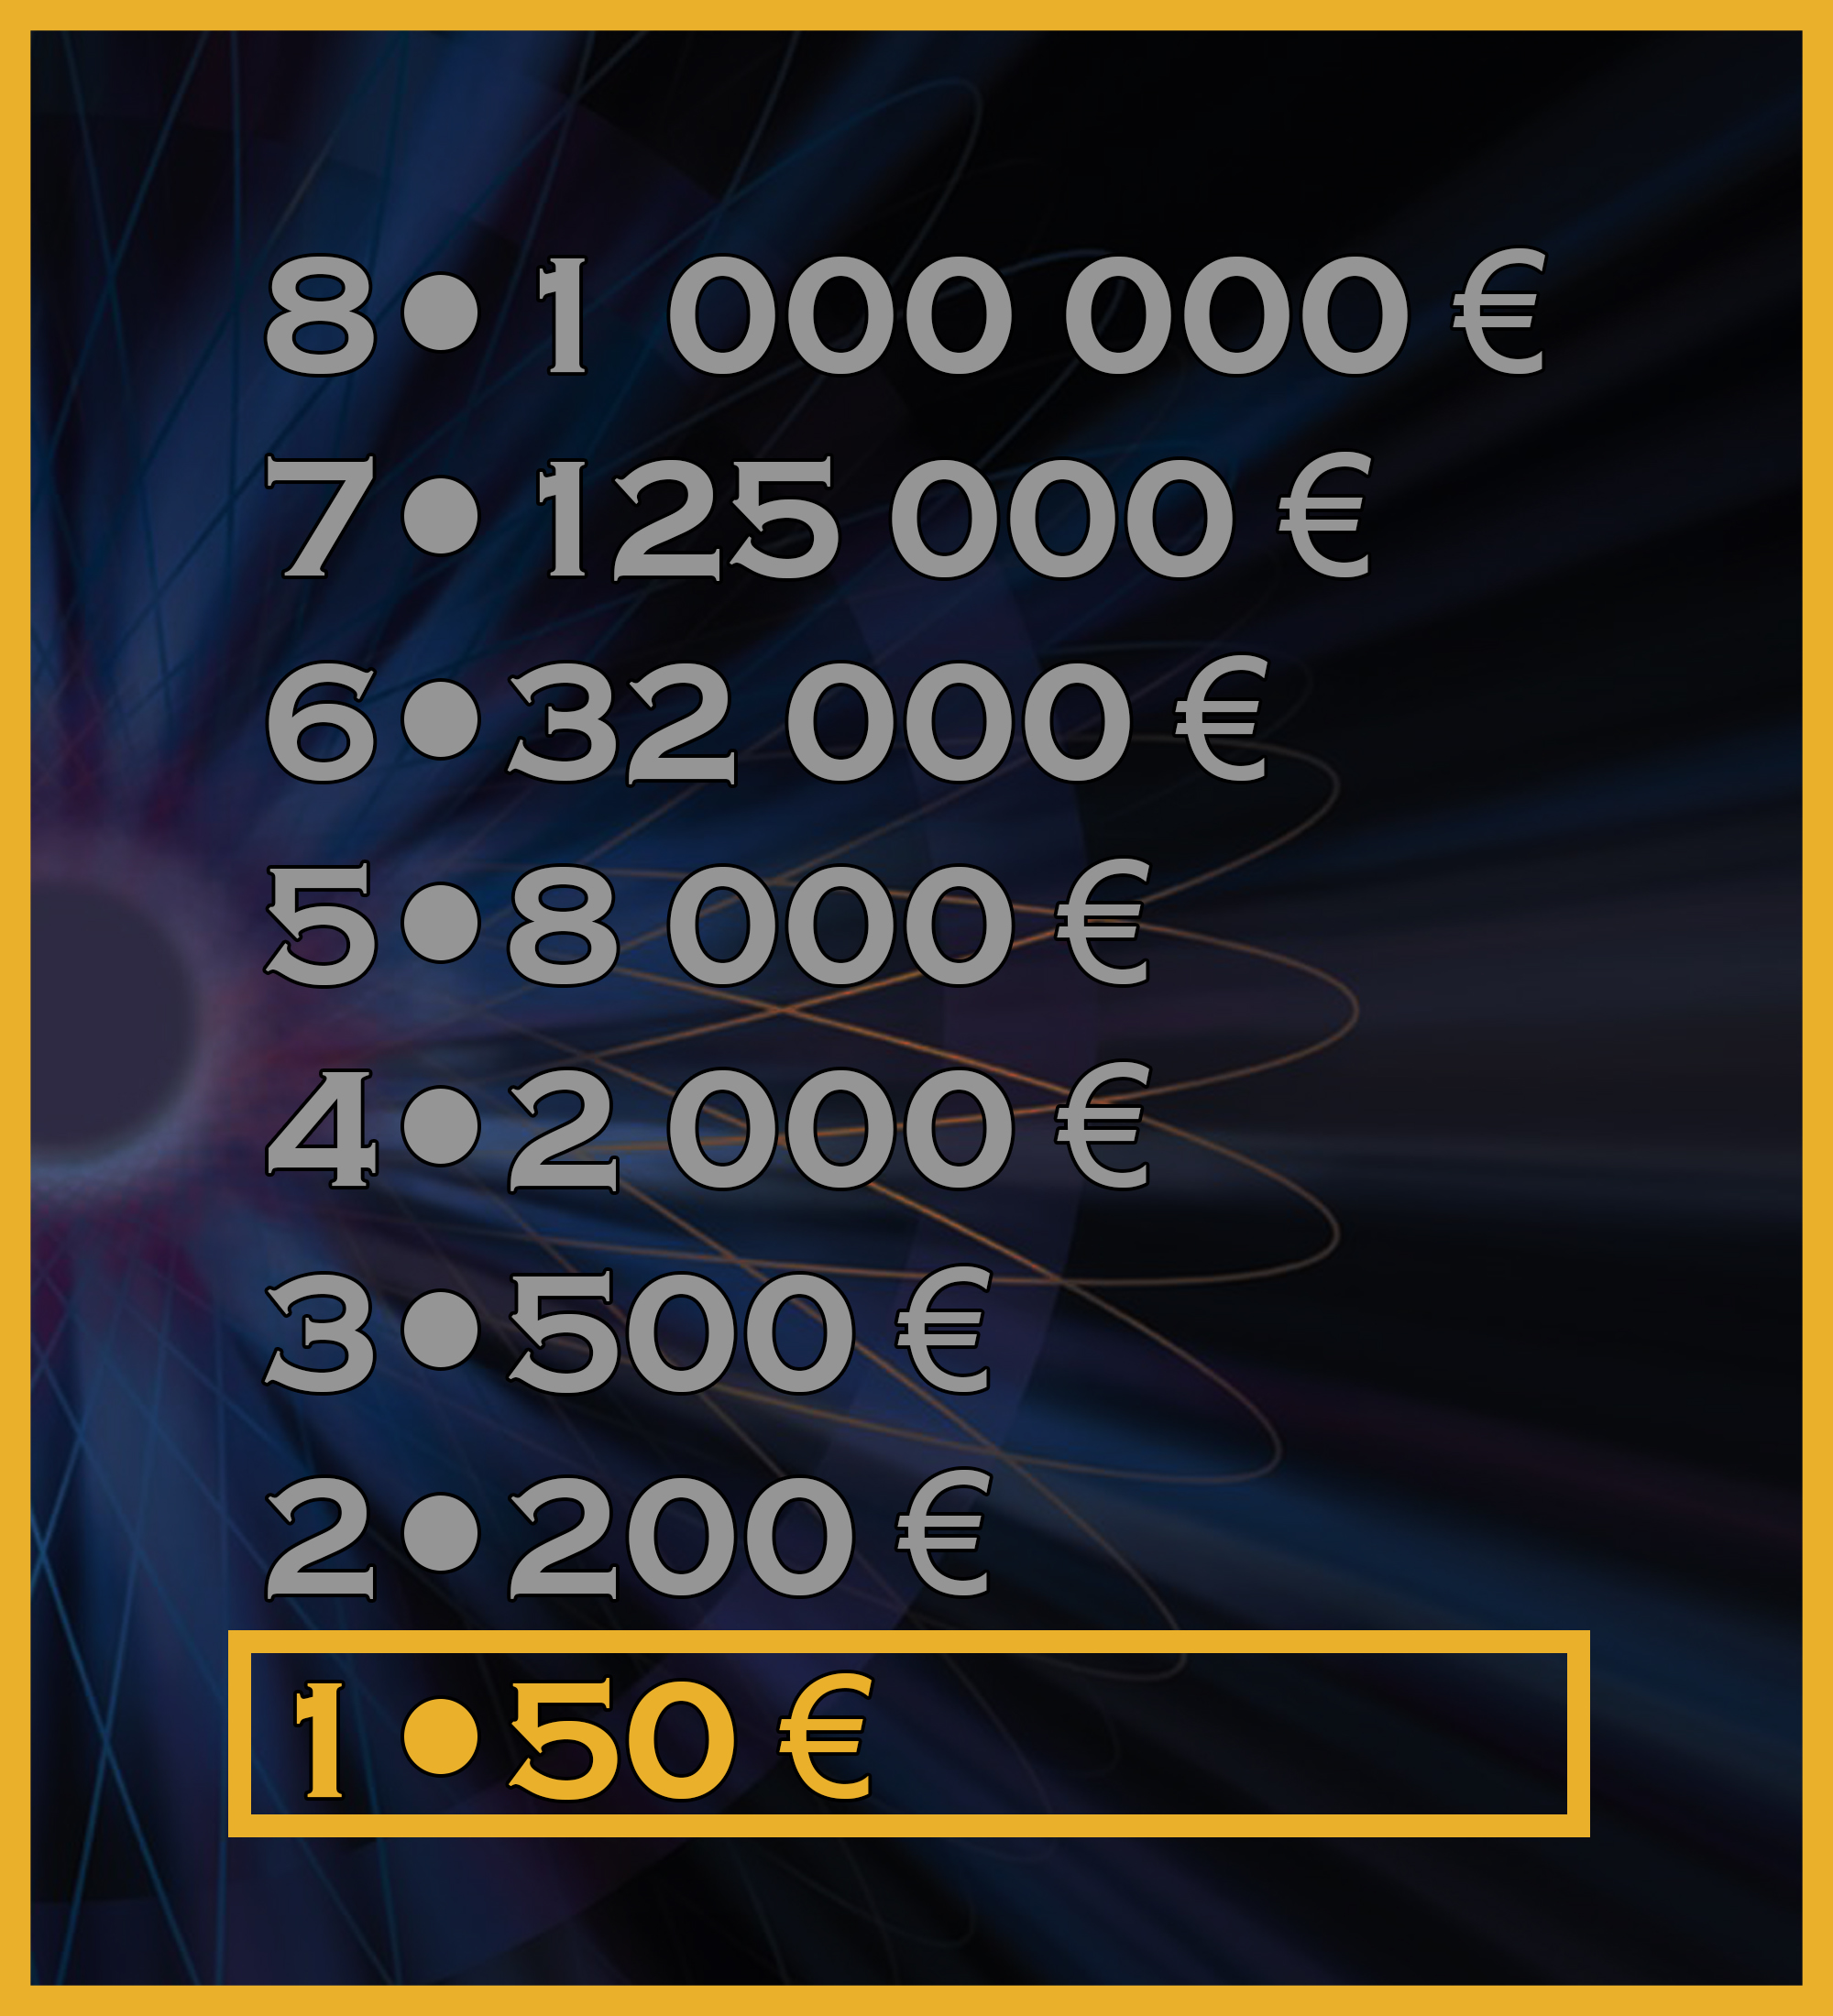 8• 1 000 000 €
7• 125 000 €
6•32 000 €
5•8 000 €
4•2 000 €
3•500 €
2•200 €
1 •50 €